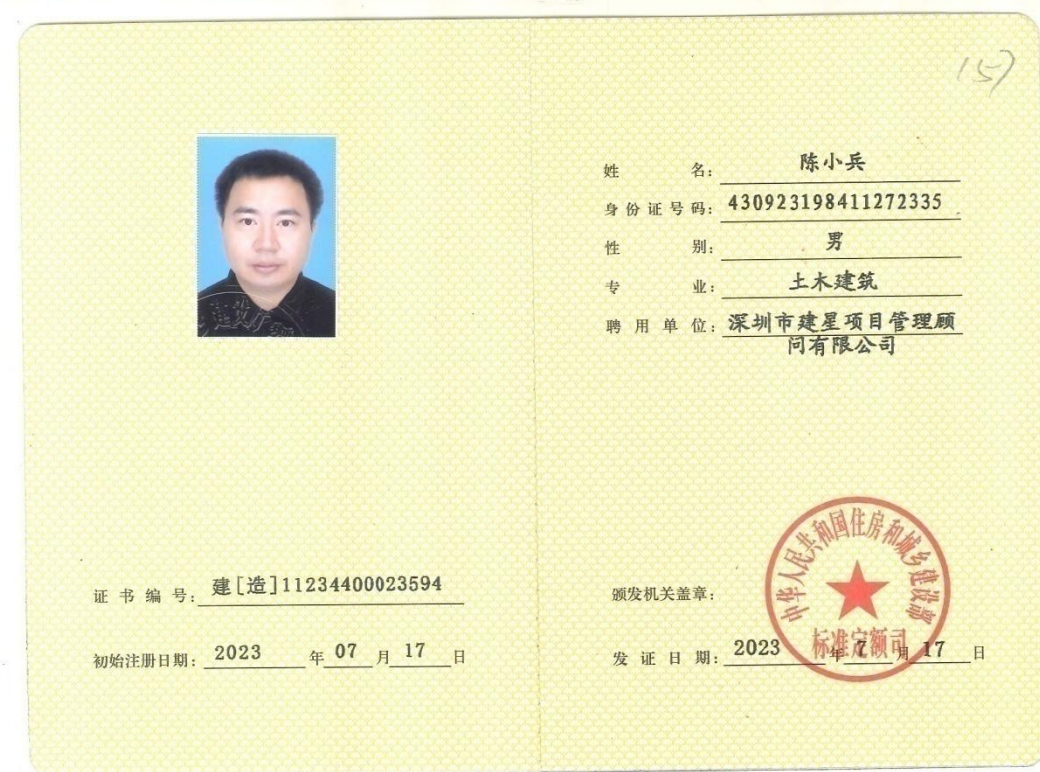 157
姓 名: 陈小兵
身份证号码: 430923198411272335
性 别: 男
专 业: 土木建筑
聘用单位: 深圳市建星项目管理顾
问有限公司
证书编号: 建[造]11234400023594
初始注册日期: 2023 年 07 月 17 日
颁发机关盖章:
中华人民共和国住房和城乡建设部
标准定额司
发证日期: 2023 年 7 月 17 日